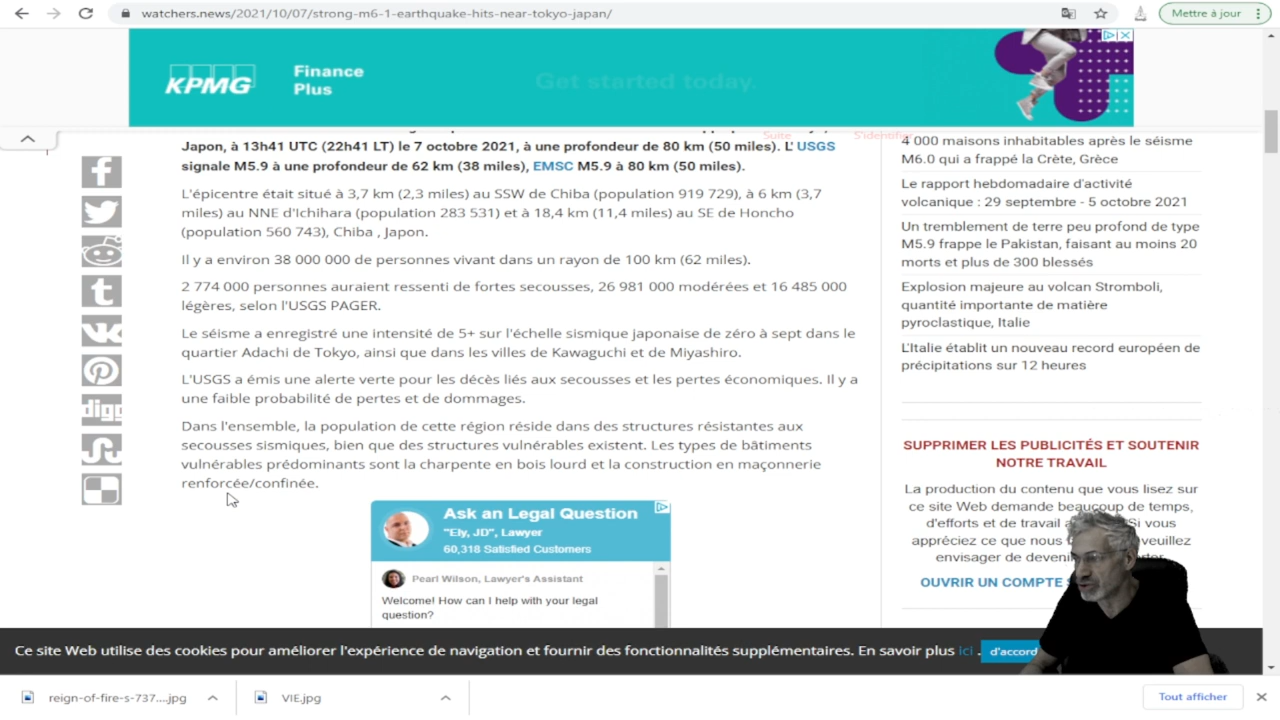 watchers.news/2021/10/07/strong-m6-1-earthquake-hits-near-tokyo-japan/
Mettre à jour
KPMG
Finance
Plus
Get started today.
Suite
S'identifier
Japon, à 13h41 UTC (22h41 LT) le 7 octobre 2021, à une profondeur de 80 km (50 miles). L' USGS
signale M5.9 à une profondeur de 62 km (38 miles), EMSC M5.9 à 80 km (50 miles).
L'épicentre était situé à 3,7 km (2,3 miles) au SSW de Chiba (population 919 729), à 6 km (3,7
miles) au NNE d'Ichihara (population 283 531) et à 18,4 km (11,4 miles) au SE de Honcho
(population 560 743), Chiba , Japon.
Il y a environ 38 000 000 de personnes vivant dans un rayon de 100 km (62 miles).
2 774 000 personnes auraient ressenti de fortes secousses, 26 981 000 modérées et 16 485 000
légères, selon l'USGS PAGER.
Le séisme a enregistré une intensité de 5+ sur l'échelle sismique japonaise de zéro à sept dans le
quartier Adachi de Tokyo, ainsi que dans les villes de Kawaguchi et de Miyashiro.
L'USGS a émis une alerte verte pour les décès liés aux secousses et les pertes économiques. Il y a
une faible probabilité de pertes et de dommages.
Dans l'ensemble, la population de cette région réside dans des structures résistantes aux
secousses sismiques, bien que des structures vulnérables existent. Les types de bâtiments
vulnérables prédominants sont la charpente en bois lourd et la construction en maçonnerie
renforcée/confinée.
digg
Ask an Legal Question
"Ely, JD", Lawyer
60,318 Satisfied Customers
Pearl Wilson, Lawyer's Assistant
Welcome! How can I help with your legal
question?
4 000 maisons inhabitables après le séisme
M6.0 qui a frappé la Crète, Grèce
Le rapport hebdomadaire d'activité
volcanique : 29 septembre - 5 octobre 2021
Un tremblement de terre peu profond de type
M5.9 frappe le Pakistan, faisant au moins 20
morts et plus de 300 blessés
Explosion majeure au volcan Stromboli,
quantité importante de matière
pyroclastique, Italie
L'Italie établit un nouveau record européen de
précipitations sur 12 heures
SUPPRIMER LES PUBLICITÉS ET SOUTENIR
NOTRE TRAVAIL
La production du contenu que vous lisez sur
ce site Web demande beaucoup de temps,
d'efforts et de travail Si vous
appréciez ce que nous veuillez
envisager de
OUVRIR UN COMPTE
Ce site Web utilise des cookies pour améliorer l'expérience de navigation et fournir des fonctionnalités supplémentaires. En savoir plus ici . d'accord
reign-of-fire-s-737....jpg
VIE.jpg
Tout afficher